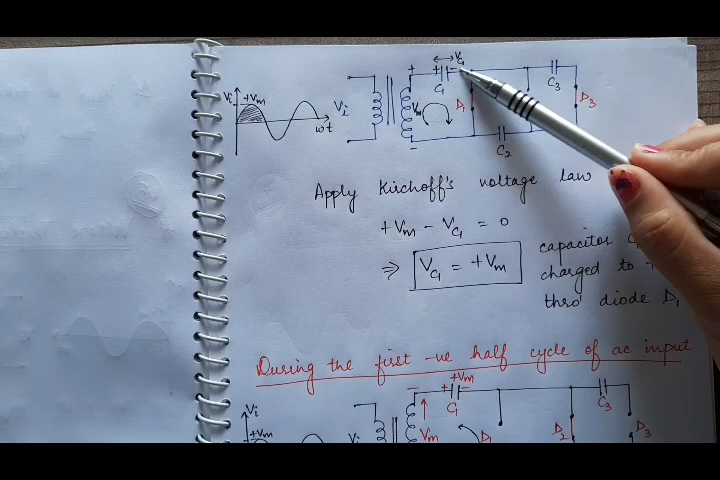 Vi
+Vm
ωt
Vi
+
Vm
-
+ -
VC1
C1
D1
C2
C3
D3
Apply Kirchoff's voltage law
+Vm - VC1 = 0
⇒ VC1 = +Vm
capacitor C
charged to +
thro' diode D1
During the first -ve half cycle of ac input
Vi
+Vm
Vi
-
Vm
+Vm
+ -
C1
D1
D2
C3
D3